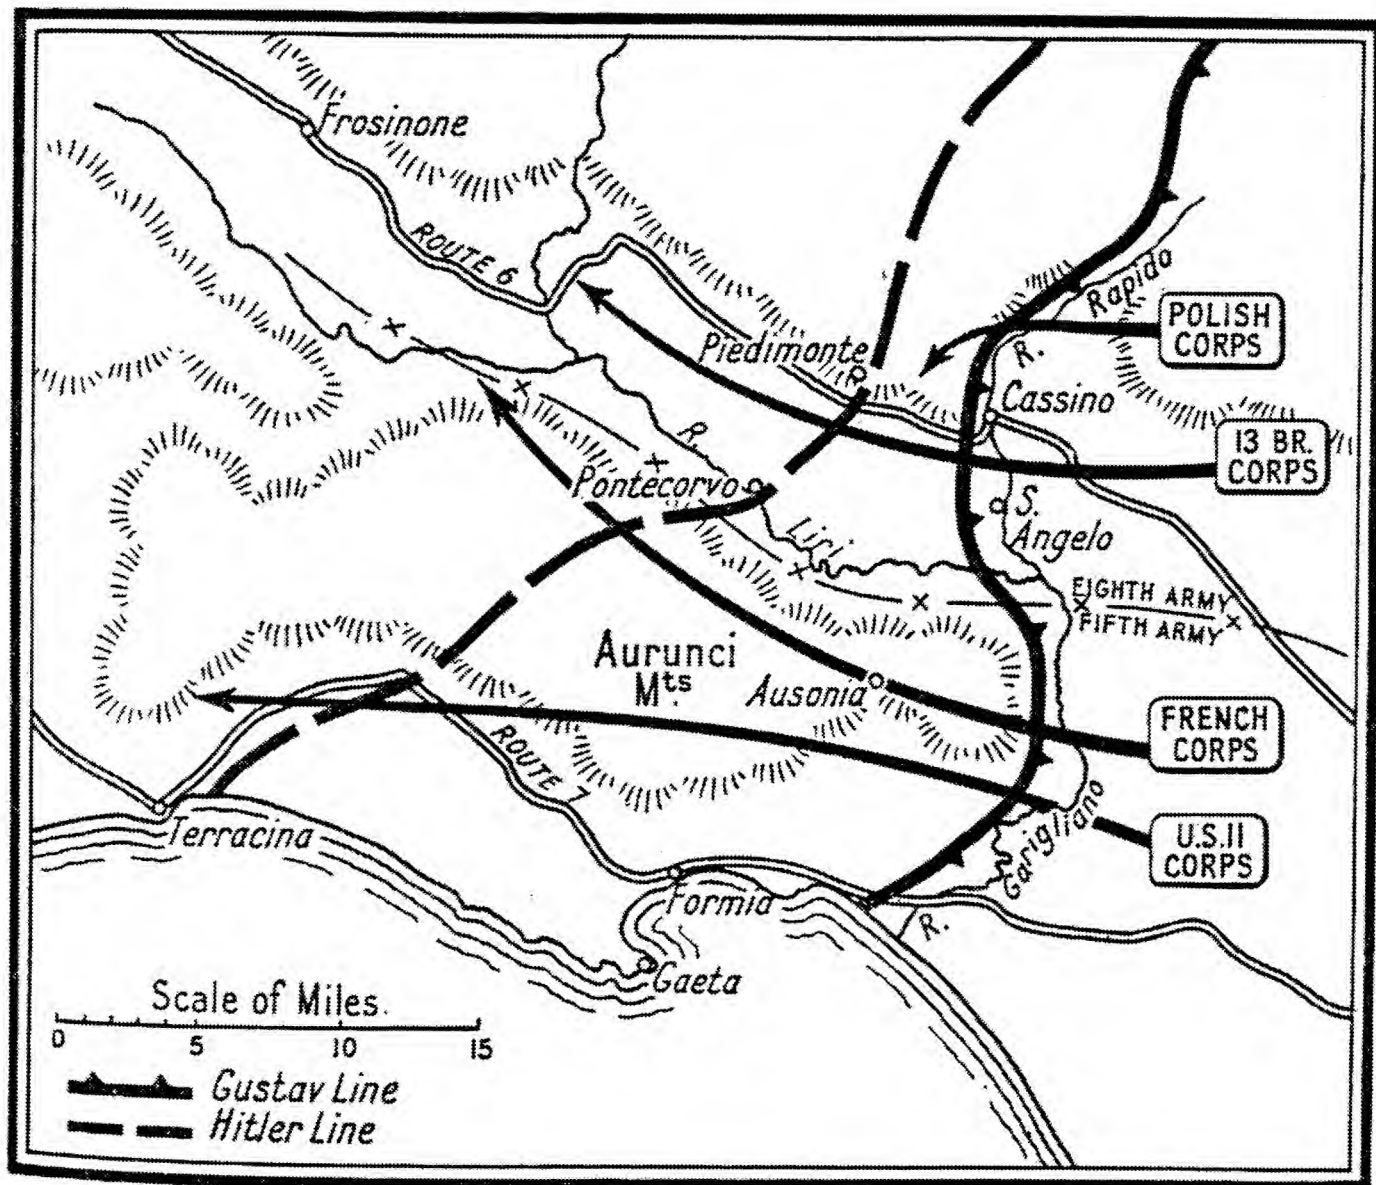 Frosinone
ROUTE 6
R. Rapido
POLISH
CORPS
Piedimonte
Cassino
13 BR.
CORPS
R. Liri
Pontecorvo
S.
Angelo
EIGHTH ARMY
FIFTH ARMY
Aurunci
Mts.
Ausonia
FRENCH
CORPS
ROUTE 7
U.S. II
CORPS
R. Garigliano
Terracina
Formia
Gaeta
Scale of Miles.
0 5 10 15
Gustav Line
Hitler Line